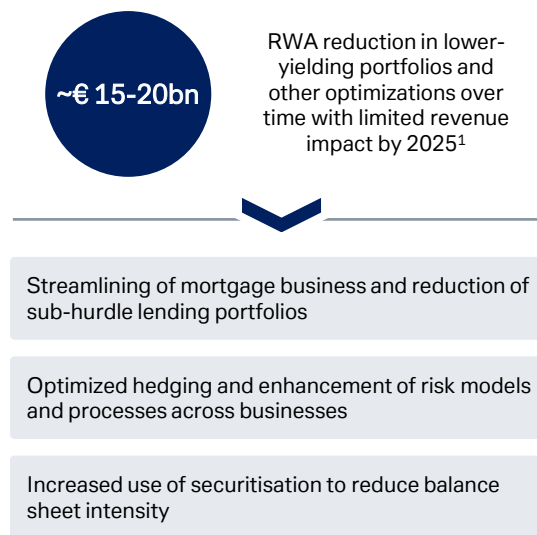 ~€ 15-20bn
RWA reduction in lower-
yielding portfolios and
other optimizations over
time with limited revenue
impact by 2025¹
Streamlining of mortgage business and reduction of
sub-hurdle lending portfolios
Optimized hedging and enhancement of risk models
and processes across businesses
Increased use of securitisation to reduce balance
sheet intensity